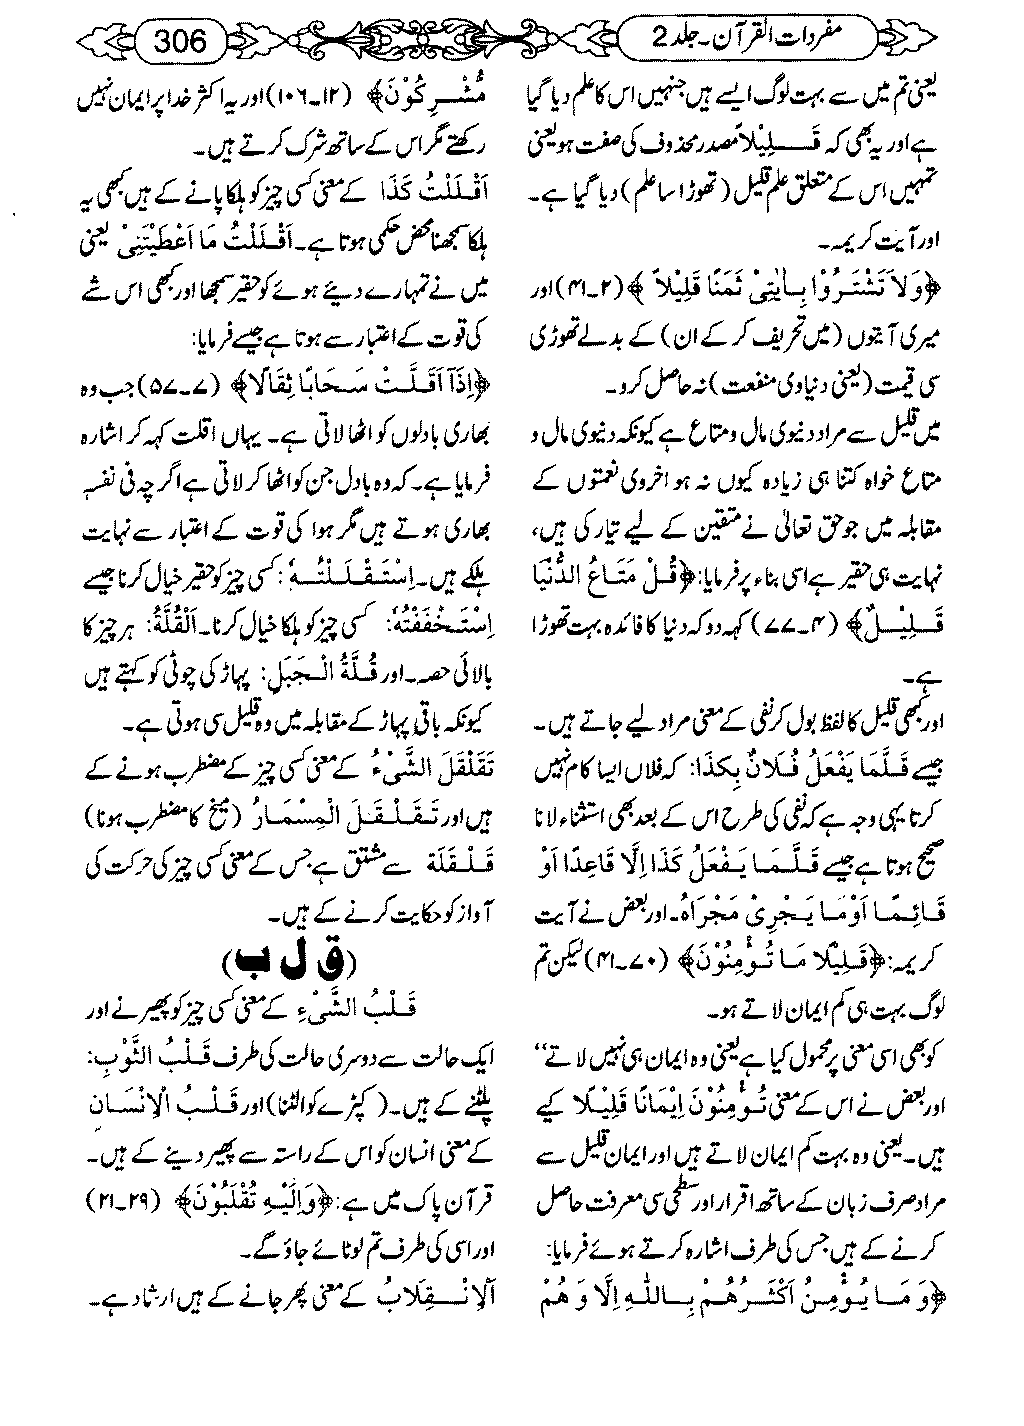 مفردات القرآن۔ جلد 2
306
یعنی تم میں سے بہت لوگ ایسے ہیں جنہیں اس کا علم دیا گیا
ہے اور یہ بھی کہ قَلِیْلاً مصدر محذوف کی صفت ہو یعنی
تمہیں اس کے متعلق علم قلیل (تھوڑا سا علم) دیا گیا ہے۔
اور آیت کریمہ۔
﴿وَلاَ تَشْتَرُوْا بِاٰیٰتِیْ ثَمَنًا قَلِیْلاً﴾ (۲۔۴۱) اور
میری آیتوں (میں تحریف کر کے ان) کے بدلے تھوڑی
سی قیمت (یعنی دنیاوی منفعت) نہ حاصل کرو۔
میں قلیل سے مراد دنیوی مال و متاع ہے کیونکہ دنیوی مال و
متاع خواہ کتنا ہی زیادہ کیوں نہ ہو اخروی نعمتوں کے
مقابلہ میں جو حق تعالیٰ نے متقین کے لیے تیار کی ہیں،
نہایت ہی حقیر ہے اسی بناء پر فرمایا: ﴿قُلْ مَتَاعُ الدُّنْیَا
قَلِیْلٌ﴾ (۴۔۷۷) کہہ دو کہ دنیا کا فائدہ بہت تھوڑا
ہے۔
اور کبھی قلیل کا لفظ بول کر نفی کے معنی مراد لیے جاتے ہیں۔
جیسے قَلَّمَا یَفْعَلُ فُلَانٌ بِکَذَا: کہ فلاں ایسا کام نہیں
کرتا یہی وجہ ہے کہ نفی کی طرح اس کے بعد بھی استثناء لانا
صحیح ہوتا ہے جیسے قَلَّمَا یَفْعَلُ کَذَا اِلَّا قَاعِدًا اَوْ
قَائِمًا اَوْمَا یَجْرِیْ مَجْرَاہُ۔ اور بعض نے آیت
کریمہ: ﴿قَلِیْلًا مَا تُؤْمِنُوْنَ﴾ (۷۰۔۴۱) لیکن تم
لوگ بہت ہی کم ایمان لاتے ہو۔
کو بھی اسی معنی پر محمول کیا ہے یعنی وہ ایمان ہی نہیں لاتے‘‘
اور بعض نے اس کے معنی تُؤْمِنُوْنَ اِیْمَانًا قَلِیْلًا کیے
ہیں۔ یعنی وہ بہت کم ایمان لاتے ہیں اور ایمان قلیل سے
مراد صرف زبان کے ساتھ اقرار اور سطحی سی معرفت حاصل
کرنے کے ہیں جس کی طرف اشارہ کرتے ہوئے فرمایا:
﴿وَمَا یُؤْمِنُ اَکْثَرُهُمْ بِاللّٰهِ اِلَّا وَهُمْ
مُّشْرِکُوْنَ﴾ (۱۲۔۱۰۶) اور یہ اکثر خدا پر ایمان نہیں
رکھتے مگر اس کے ساتھ شرک کرتے ہیں۔
اَقْلَلْتُ کَذَا کے معنی کسی چیز کو ہلکا پانے کے ہیں کبھی یہ
ہلکا سمجھنا محض حکمی ہوتا ہے۔ اَقْلَلْتُ مَا اَعْطَیْتَنِیْ یعنی
میں نے تمہارے دیئے ہوئے کو حقیر سمجھا اور کبھی اس شے
کی قوت کے اعتبار سے ہوتا ہے جیسے فرمایا:
﴿اِذَآ اَقَلَّتْ سَحَابًا ثِقَالًا﴾ (۷۔۵۷) جب وہ
بھاری بادلوں کو اٹھا لاتی ہے۔ یہاں اقلت کہہ کر اشارہ
فرمایا ہے۔ کہ وہ بادل جن کو اٹھا کر لاتی ہے اگرچہ فی نفسہٖ
بھاری ہوتے ہیں مگر ہوا کی قوت کے اعتبار سے نہایت
ہلکے ہیں۔ اِسْتَقْلَلْتُهٗ: کسی چیز کو حقیر خیال کرنا جیسے
اِسْتَخْفَفْتُهٗ: کسی چیز کو ہلکا خیال کرنا۔ اَلْقُلَّةُ: ہر چیز کا
بالائی حصہ۔ اور قُلَّةُ الْجَبَلِ: پہاڑ کی چوٹی کو کہتے ہیں
کیونکہ باقی پہاڑ کے مقابلہ میں وہ قلیل سی ہوتی ہے۔
تَقَلْقَلَ الشَّیْءُ کے معنی کسی چیز کے مضطرب ہونے کے
ہیں اور تَقَلْقَلَ الْمِسْمَارُ (میخ کا مضطرب ہونا)
قَلْقَلَة سے مشتق ہے جس کے معنی کسی چیز کی حرکت کی
آواز کو حکایت کرنے کے ہیں۔
(ق ل ب)
قَلْبُ الشَّیْءِ کے معنی کسی چیز کو پھیرنے اور
ایک حالت سے دوسری حالت کی طرف قَلْبُ الثَّوْبِ:
پلٹنے کے ہیں۔ (کپڑے کو الٹنا) اور قَلْبُ الْاِنْسَانِ
کے معنی انسان کو اس کے راستہ سے پھیر دینے کے ہیں۔
قرآن پاک میں ہے: ﴿وَاِلَیْهِ تُقْلَبُوْنَ﴾ (۲۹۔۲۱)
اور اسی کی طرف تم لوٹائے جاؤ گے۔
اَلْاِنْقِلَابُ کے معنی پھر جانے کے ہیں ارشاد ہے۔